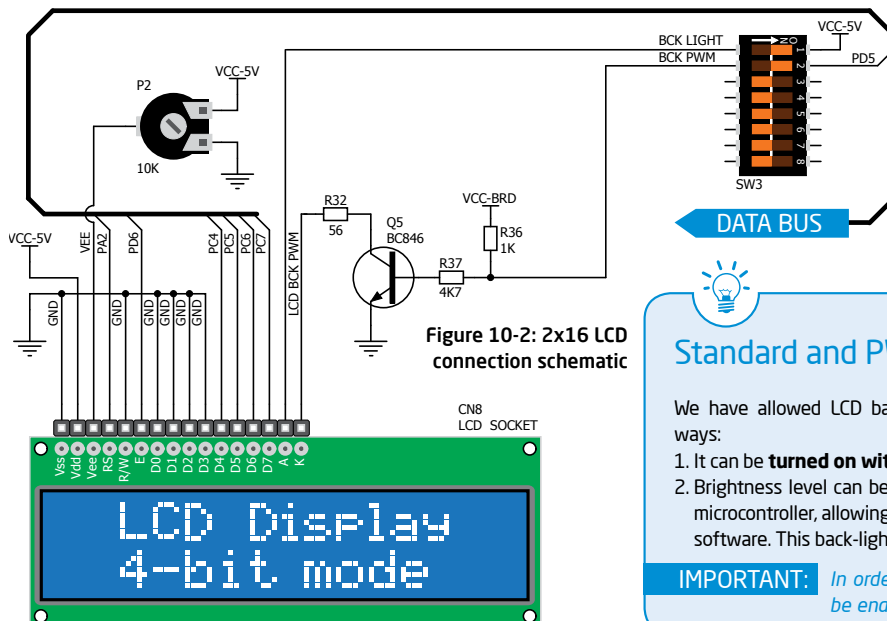 BCK LIGHT
BCK PWM
VCC-5V
PD5
ON
1
2
3
4
5
6
7
8
SW3
DATA BUS
P2
VCC-5V
10K
VCC-5V
VEE
PA2
PD6
PC4
PC5
PC6
PC7
GND
GND
GND
GND
GND
GND
LCD BCK PWM
R32
56
Q5
BC846
VCC-BRD
R36
1K
R37
4K7
Figure 10-2: 2x16 LCD
connection schematic
CN8
LCD SOCKET
Vss
Vdd
Vee
RS
R/W
E
D0
D1
D2
D3
D4
D5
D6
D7
A
K
LCD Display
4-bit mode
Standard and
We have allowed LCD
ways:
1. It can be turned on
2. Brightness level can be
microcontroller, allowing
software. This
IMPORTANT: In
be